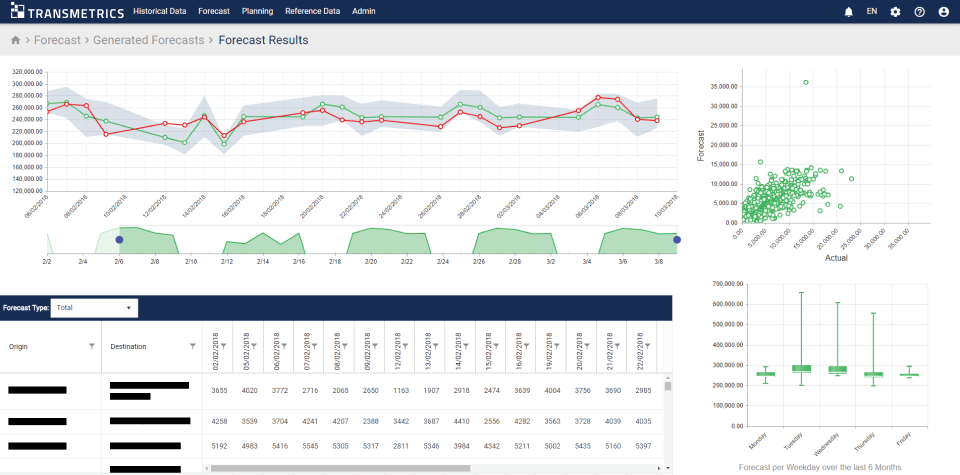 TRANSMETRICS Historical Data Forecast Planning Reference Data Admin EN
Forecast > Generated Forecasts > Forecast Results
320,000.00
300,000.00
280,000.00
260,000.00
240,000.00
220,000.00
200,000.00
180,000.00
160,000.00
140,000.00
120,000.00
06/02/2018 08/02/2018 10/02/2018 12/02/2018 14/02/2018 16/02/2018 18/02/2018 20/02/2018 22/02/2018 24/02/2018 26/02/2018 28/02/2018 02/03/2018 04/03/2018 06/03/2018 08/03/2018 10/03/2018
2/2 2/4 2/6 2/8 2/10 2/12 2/14 2/16 2/18 2/20 2/22 2/24 2/26 2/28 3/2 3/4 3/6 3/8
Forecast
35,000.00
30,000.00
25,000.00
20,000.00
15,000.00
10,000.00
5,000.00
0.00
0.00 5,000.00 10,000.00 15,000.00 20,000.00 25,000.00 30,000.00 35,000.00
Actual
Forecast Type: Total
Origin Destination 02/02/2018 05/02/2018 06/02/2018 07/02/2018 08/02/2018 09/02/2018 12/02/2018 13/02/2018 14/02/2018 15/02/2018 16/02/2018 19/02/2018 20/02/2018 21/02/2018 22/02/2018
3655 4020 3772 2716 2065 2650 1163 1907 2918 2474 3639 4004 3756 3690 2985
4258 3539 3704 4241 4207 2388 3442 3687 4410 2556 4282 3563 3728 4039 4035
5192 4983 5416 5545 5305 5317 2811 5346 3984 4342 5211 5002 5435 5160 5397
700,000.00
600,000.00
500,000.00
400,000.00
300,000.00
200,000.00
100,000.00
0.00
Monday Tuesday Wednesday Thursday Friday
Forecast per Weekday over the last 6 Months